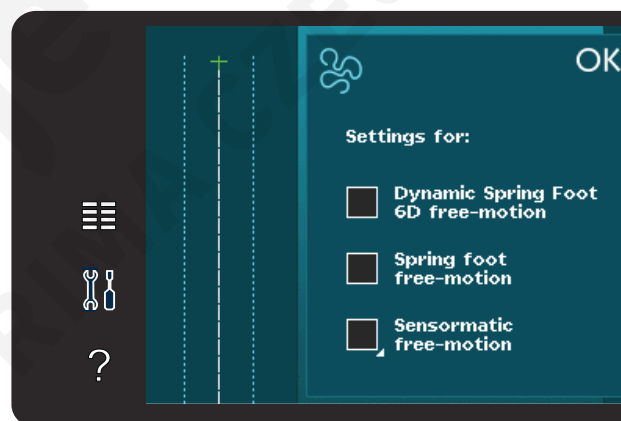 OK
Settings for:
Dynamic Spring Foot
6D free-motion
Spring foot
free-motion
Sensormatic
free-motion
?